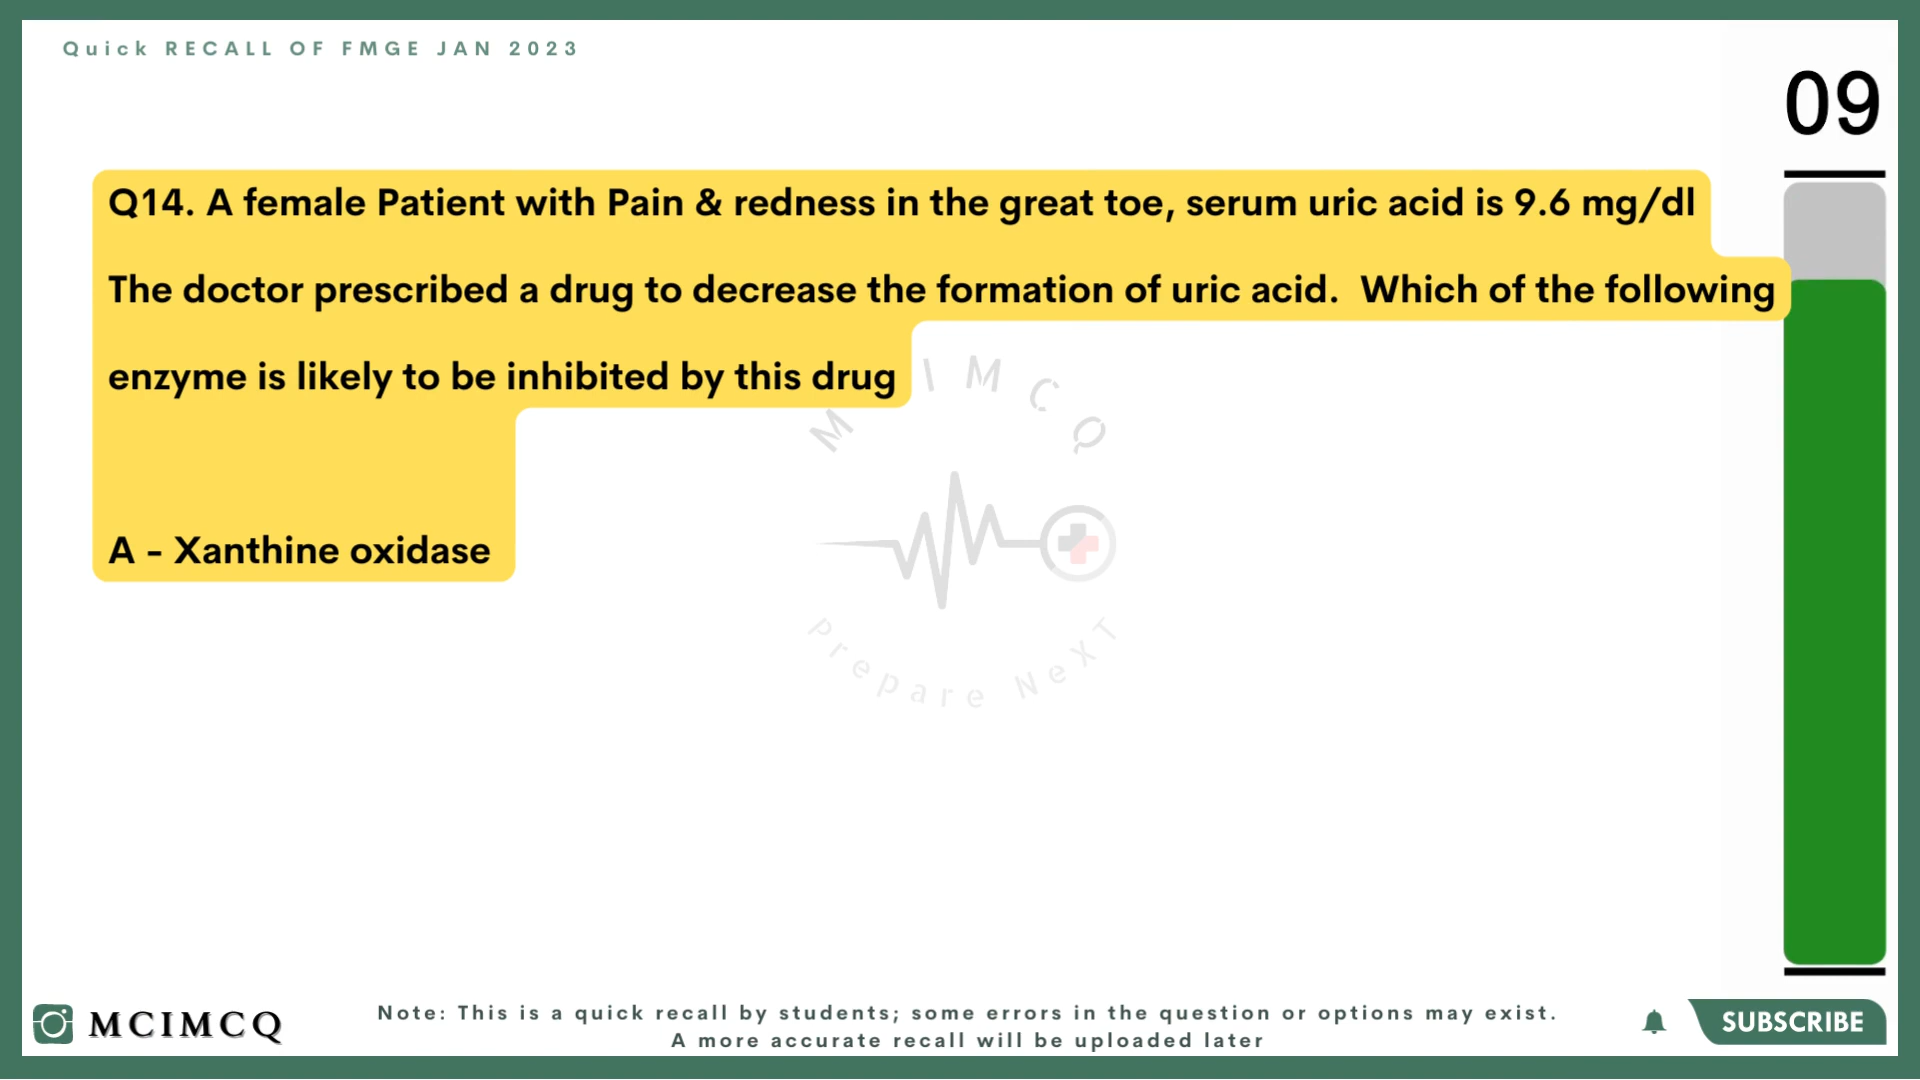 Quick RECALL OF FMGE JAN 2023
09
Q14. A female Patient with Pain & redness in the great toe, serum uric acid is 9.6 mg/dl
The doctor prescribed a drug to decrease the formation of uric acid.  Which of the following
enzyme is likely to be inhibited by this drug
A - Xanthine oxidase
M IMCQ
Prepare NeXT
MCIMCQ
Note: This is a quick recall by students; some errors in the question or options may exist.
A more accurate recall will be uploaded later
SUBSCRIBE